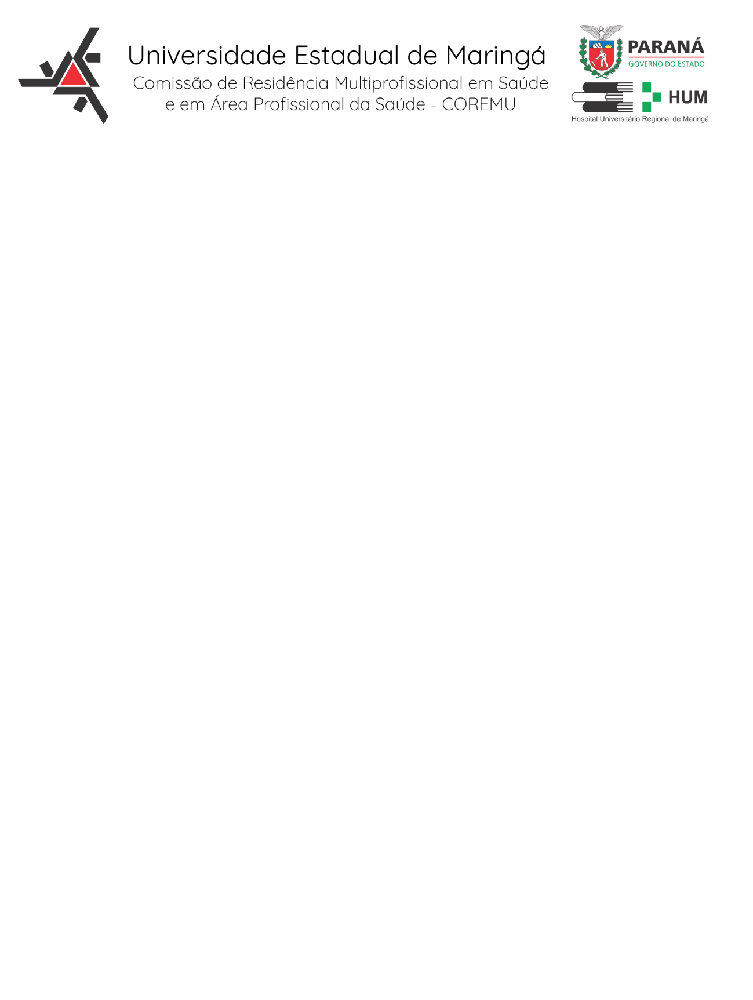 Universidade Estadual de Maringá
Comissão de Residência Multiprofissional em Saúde
e em Área Profissional da Saúde - COREMU
PARANÁ
GOVERNO DO ESTADO
HUM
Hospital Universitário Regional de Maringá